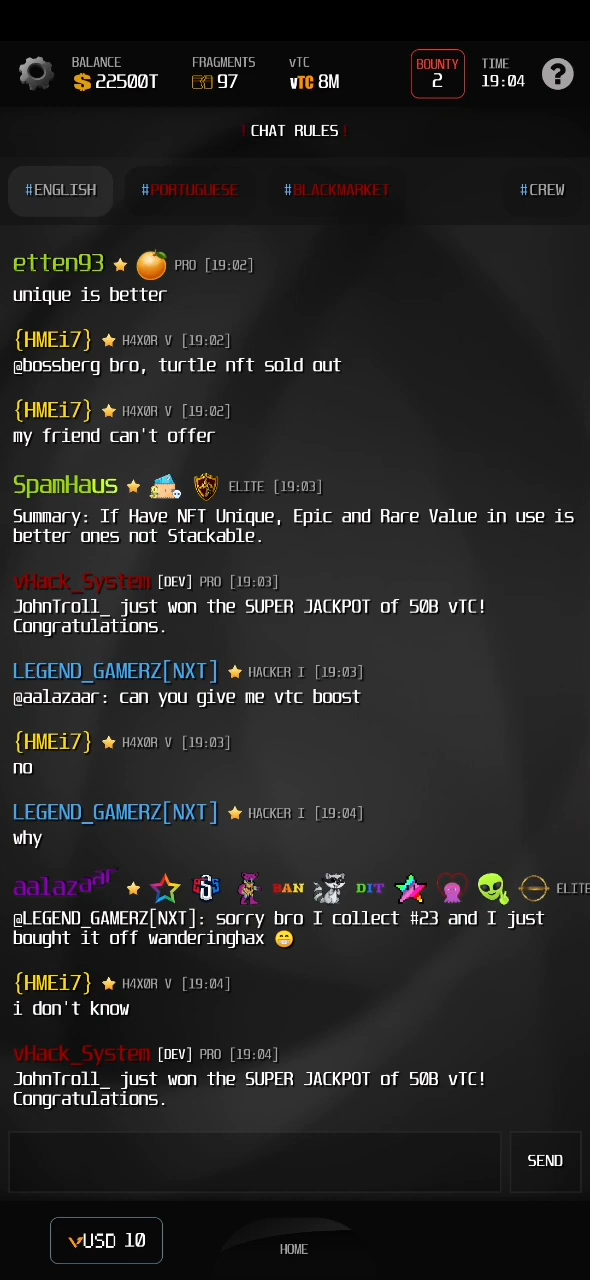 BALANCE FRAGMENTS vTC BOUNTY TIME
$ 22500T 97 vTC 8M 2 19:04 ?
! CHAT RULES !
#ENGLISH #PORTUGUESE #BLACKMARKET #CREW
etten93 PRO [19:02]
unique is better
{HMEi7} H4X0R V [19:02]
@bossberg bro, turtle nft sold out
{HMEi7} H4X0R V [19:02]
my friend can't offer
SpamHaus ELITE [19:03]
Summary: If Have NFT Unique, Epic and Rare Value in use is
better ones not Stackable.
vHack_System [DEV] PRO [19:03]
JohnTroll_ just won the SUPER JACKPOT of 50B vTC!
Congratulations.
LEGEND_GAMERZ[NXT] HACKER I [19:03]
@aalazaar: can you give me vtc boost
{HMEi7} H4X0R V [19:03]
no
LEGEND_GAMERZ[NXT] HACKER I [19:04]
why
aalazaar BAN DIT ELITE
@LEGEND_GAMERZ[NXT]: sorry bro I collect #23 and I just
bought it off wanderinghax 😁
{HMEi7} H4X0R V [19:04]
i don't know
vHack_System [DEV] PRO [19:04]
JohnTroll_ just won the SUPER JACKPOT of 50B vTC!
Congratulations.
SEND
vUSD 10 HOME